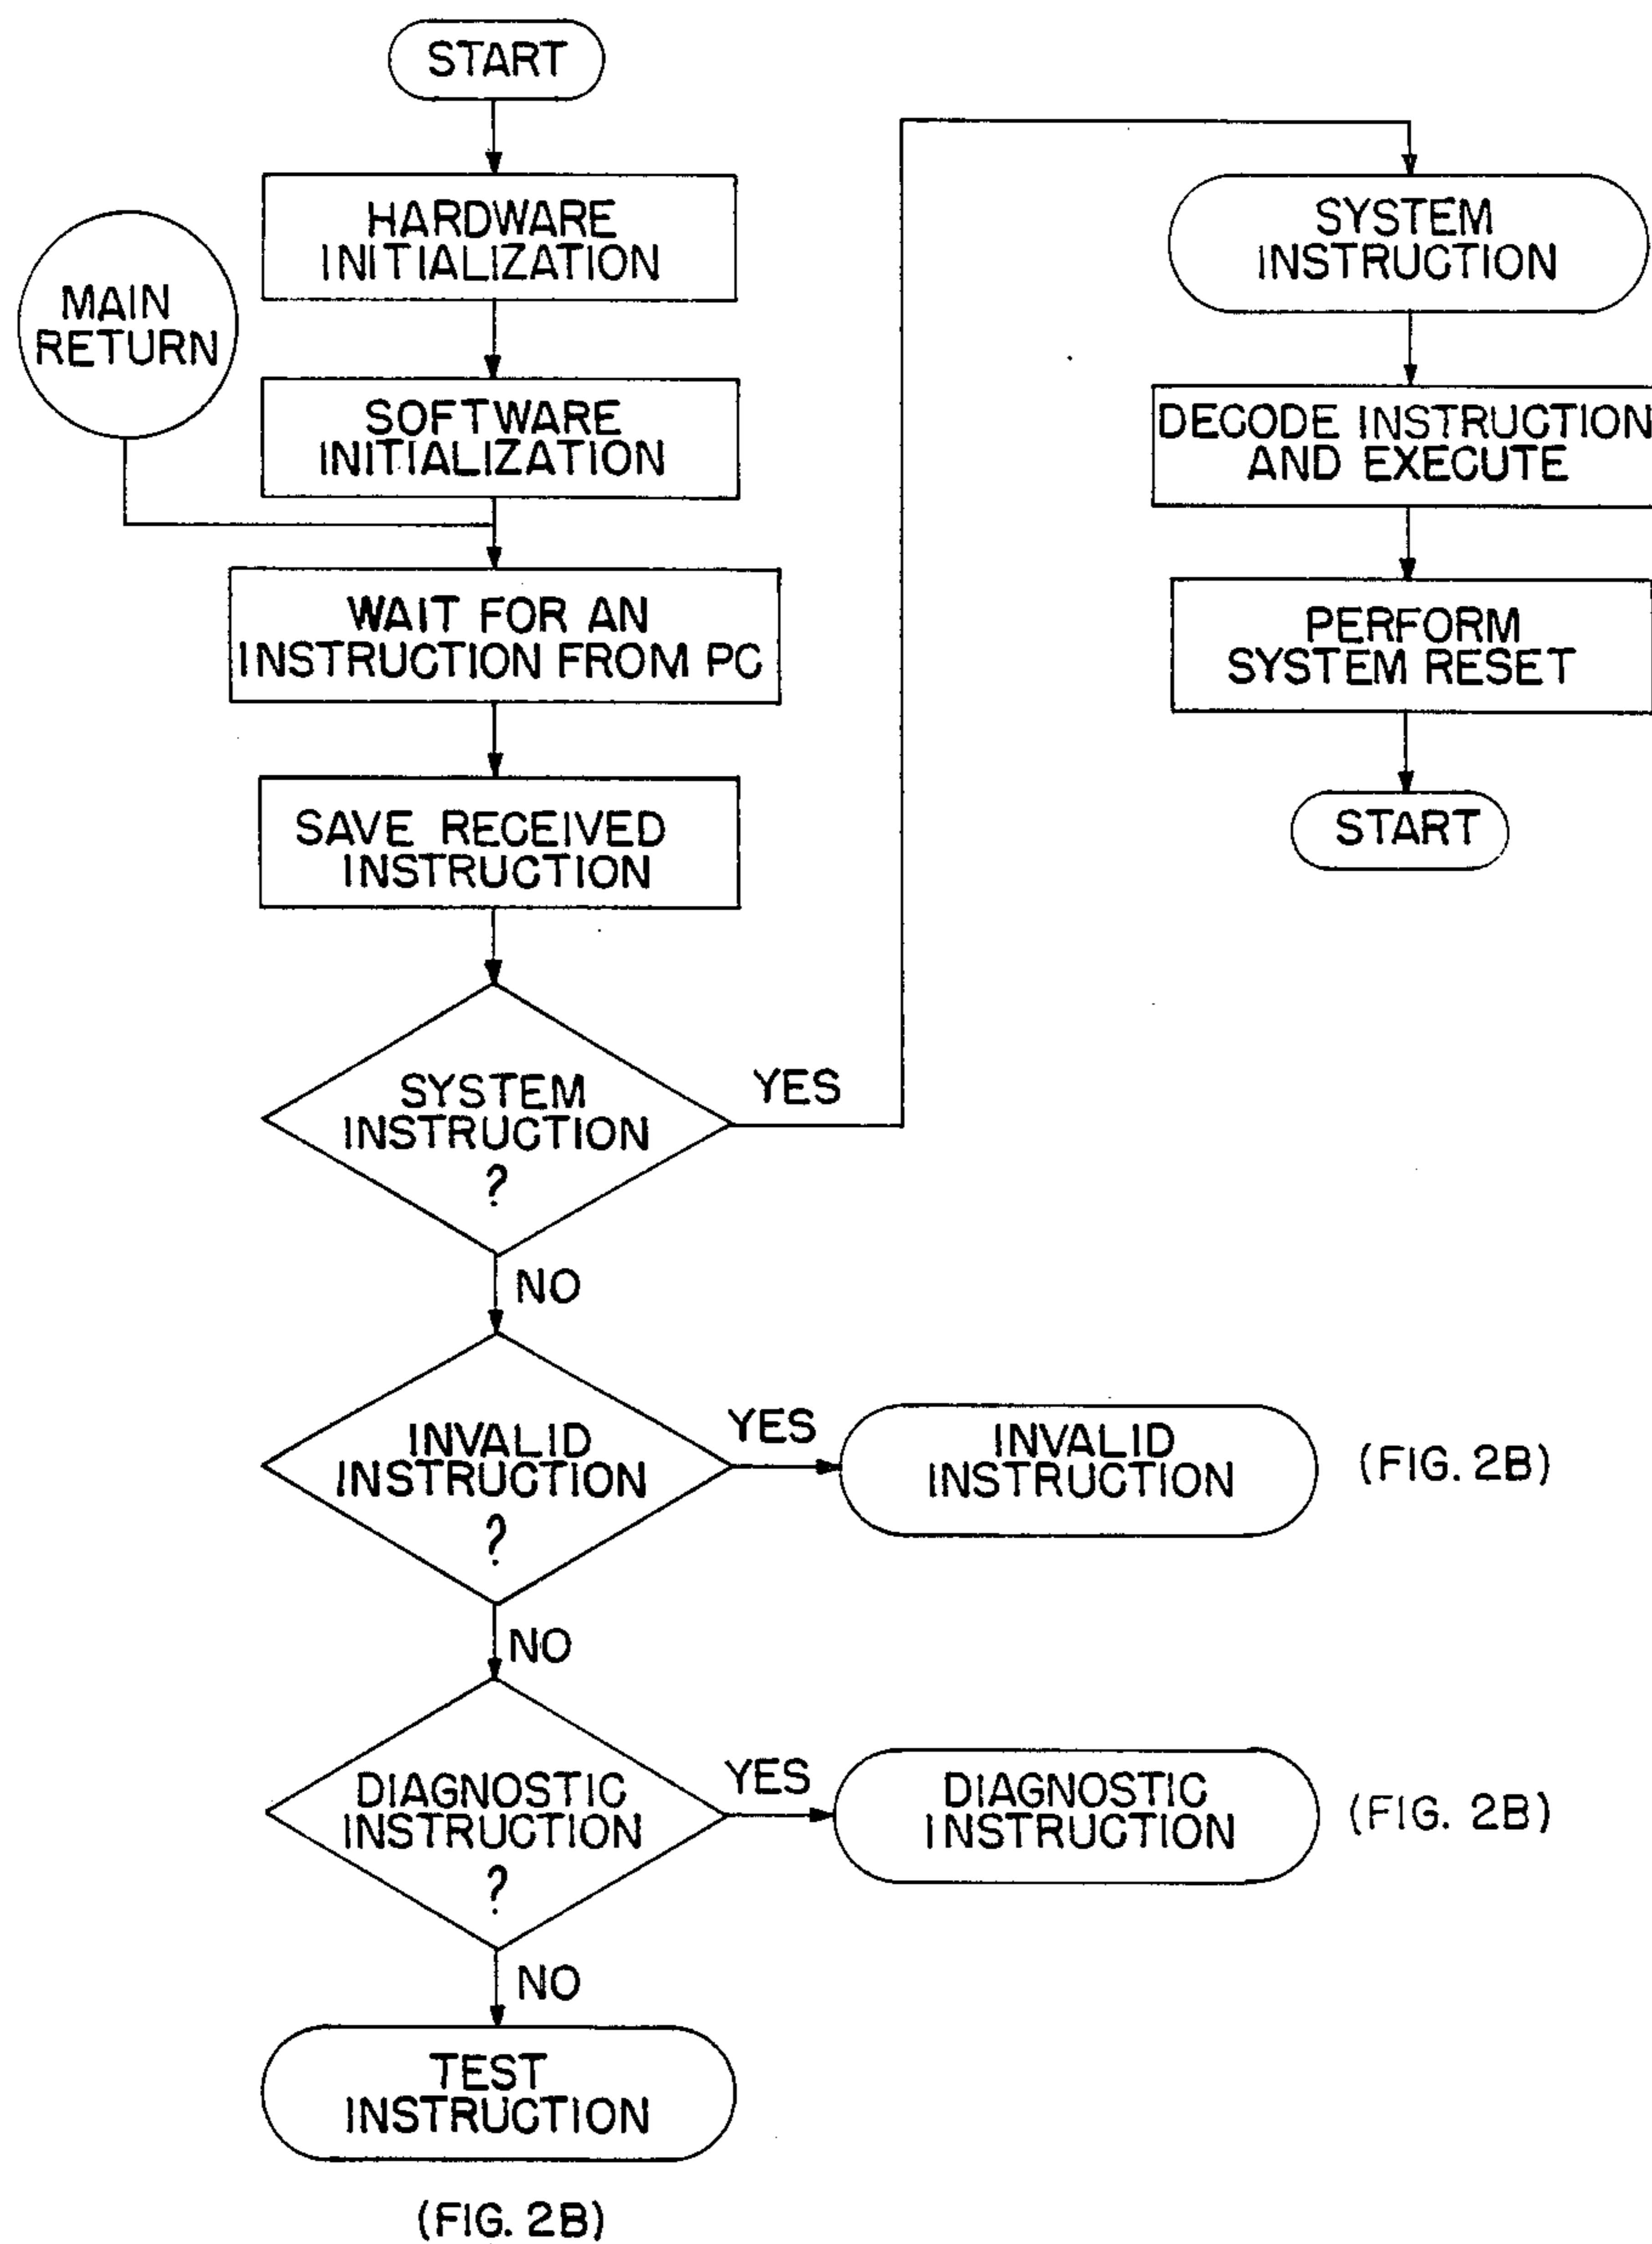 START
HARDWARE
INITIALIZATION
MAIN
RETURN
SOFTWARE
INITIALIZATION
WAIT FOR AN
INSTRUCTION FROM PC
SAVE RECEIVED
INSTRUCTION
SYSTEM
INSTRUCTION
?
YES
NO
SYSTEM
INSTRUCTION
DECODE INSTRUCTION
AND EXECUTE
PERFORM
SYSTEM RESET
START
INVALID
INSTRUCTION
?
YES
INVALID
INSTRUCTION
(FIG. 2B)
NO
DIAGNOSTIC
INSTRUCTION
?
YES
DIAGNOSTIC
INSTRUCTION
(FIG. 2B)
NO
TEST
INSTRUCTION
(FIG. 2B)